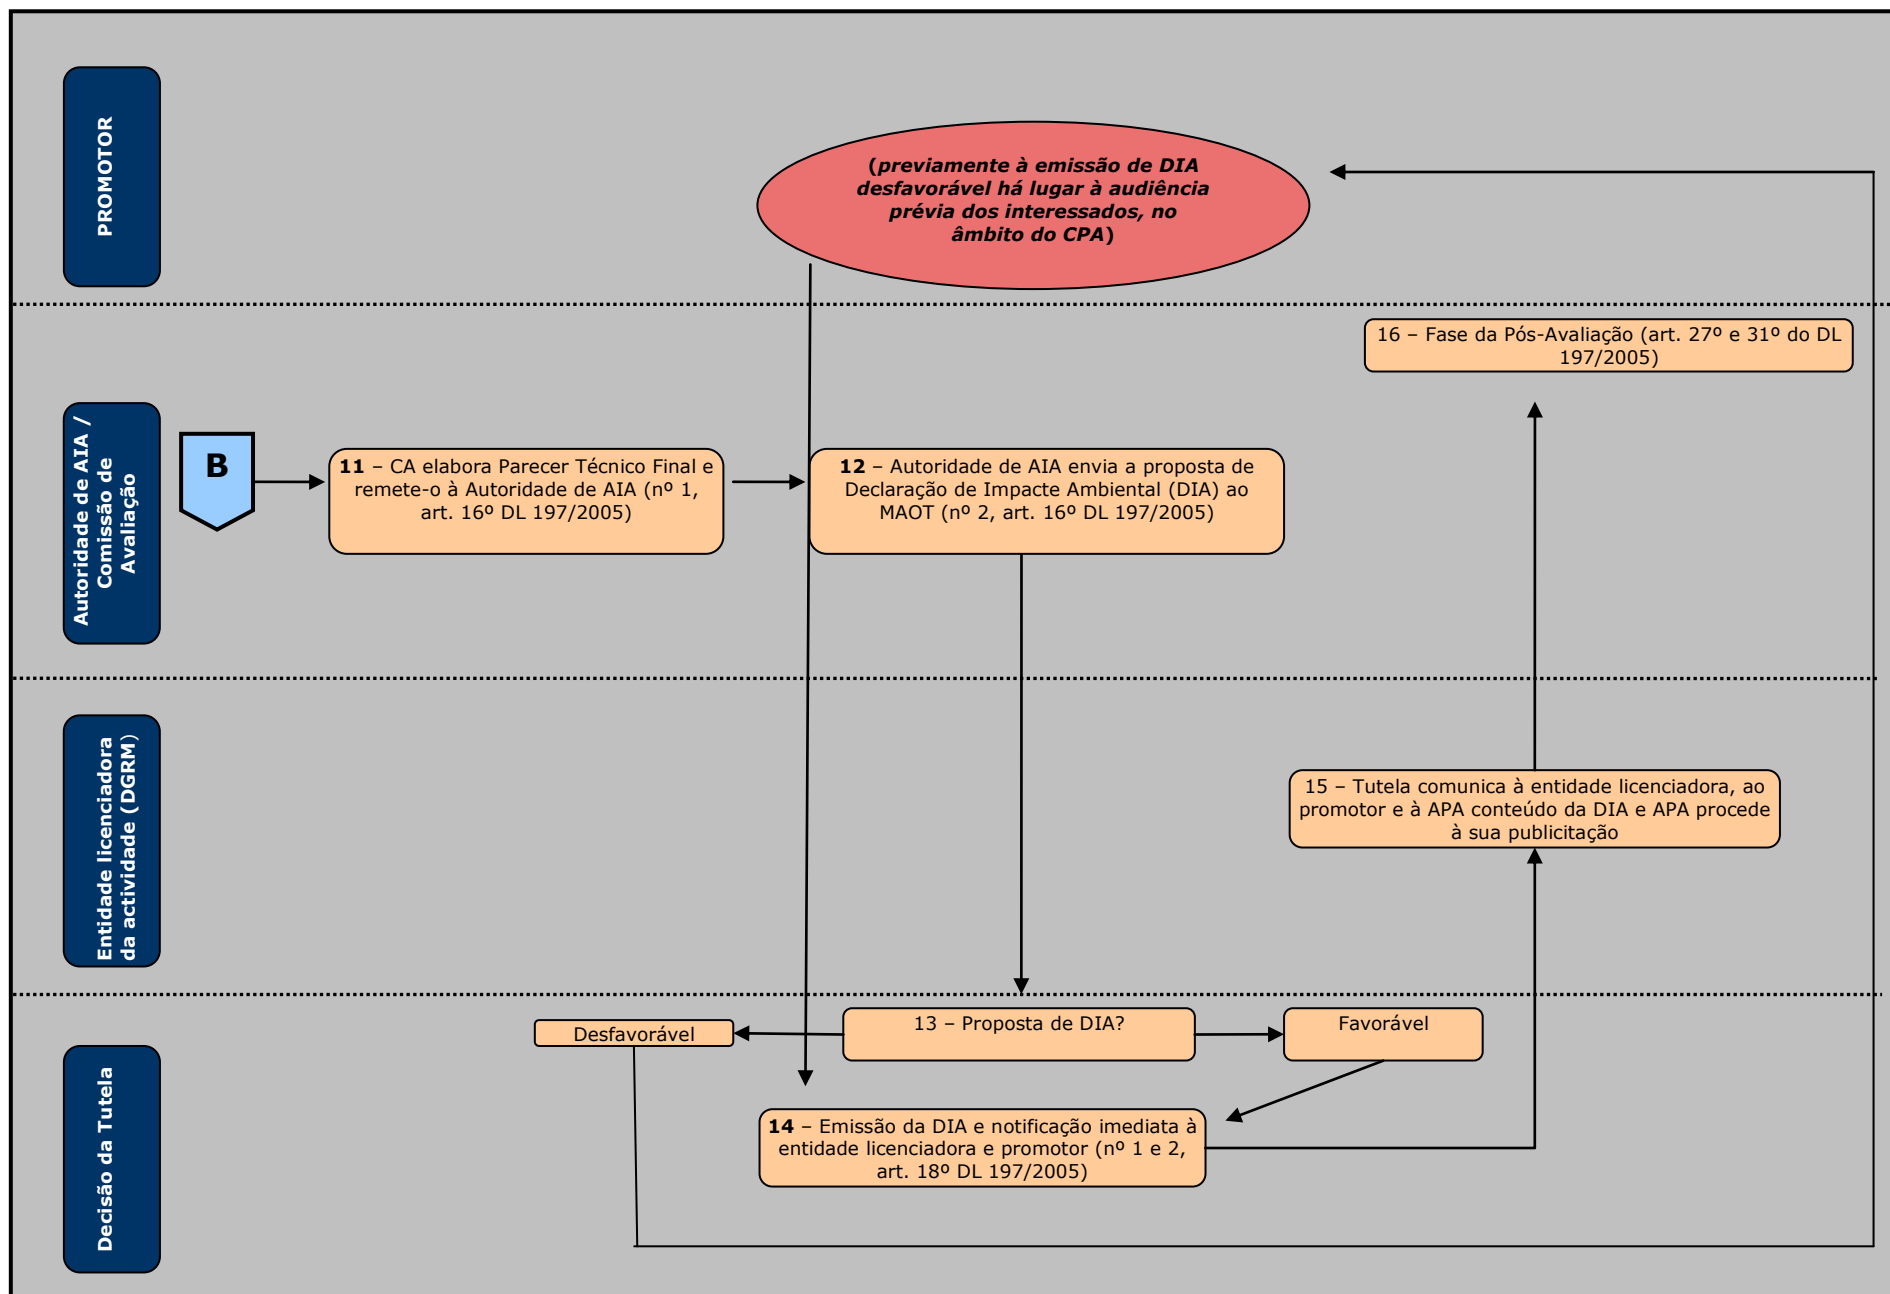 PROMOTOR
(previamente à emissão de DIA
desfavorável há lugar à audiência
prévia dos interessados, no
âmbito do CPA)
Autoridade de AIA /
Comissão de
Avaliação
B
11 – CA elabora Parecer Técnico Final e
remete-o à Autoridade de AIA (nº 1,
art. 16º DL 197/2005)
12 – Autoridade de AIA envia a proposta de
Declaração de Impacte Ambiental (DIA) ao
MAOT (nº 2, art. 16º DL 197/2005)
16 – Fase da Pós-Avaliação (art. 27º e 31º do DL
197/2005)
Entidade licenciadora
da actividade (DGRM)
15 – Tutela comunica à entidade licenciadora, ao
promotor e à APA conteúdo da DIA e APA procede
à sua publicitação
Decisão da Tutela
Desfavorável
13 – Proposta de DIA?
Favorável
14 – Emissão da DIA e notificação imediata à
entidade licenciadora e promotor (nº 1 e 2,
art. 18º DL 197/2005)